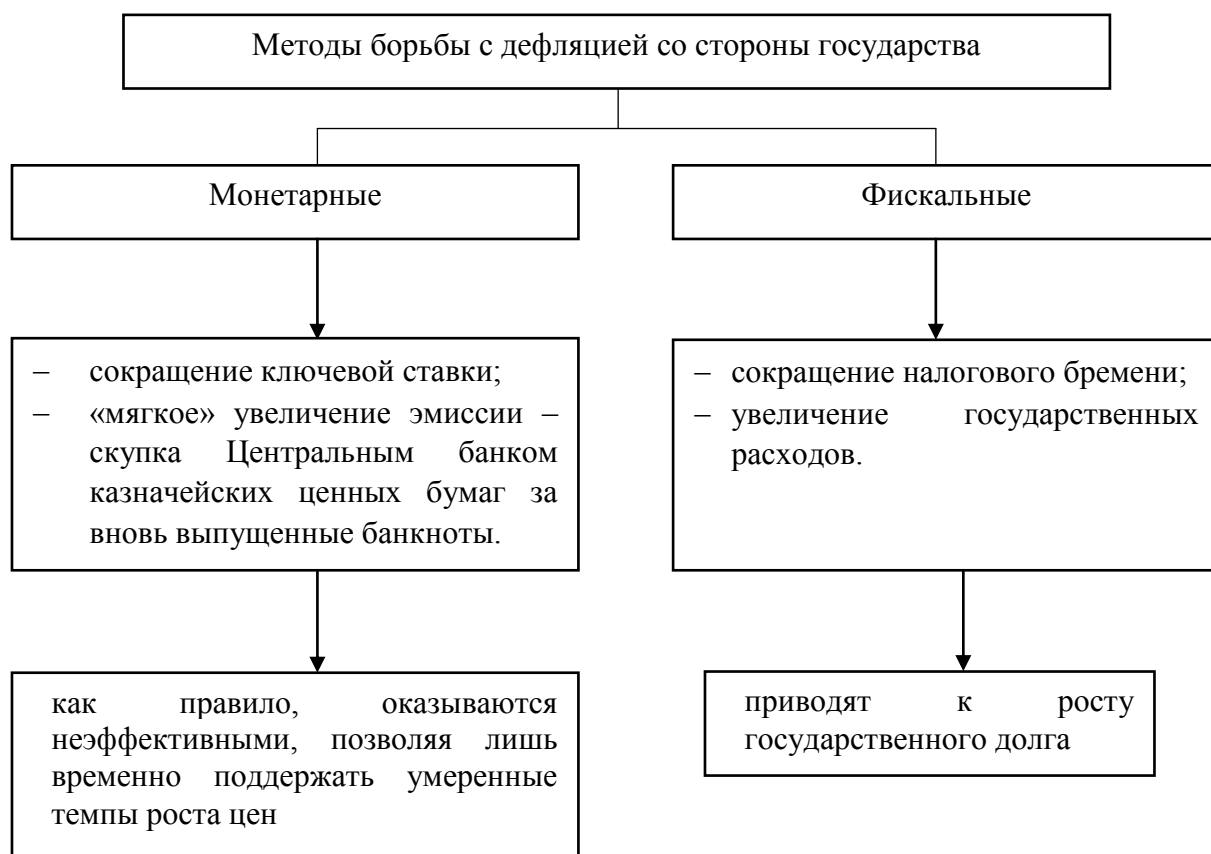 Методы борьбы с дефляцией со стороны государства
Монетарные
Фискальные
– сокращение ключевой ставки;
– «мягкое» увеличение эмиссии –
скупка Центральным банком
казначейских ценных бумаг за
вновь выпущенные банкноты.
– сокращение налогового бремени;
– увеличение государственных
расходов.
как правило, оказываются
неэффективными, позволяя лишь
временно поддержать умеренные
темпы роста цен
приводят к росту
государственного долга